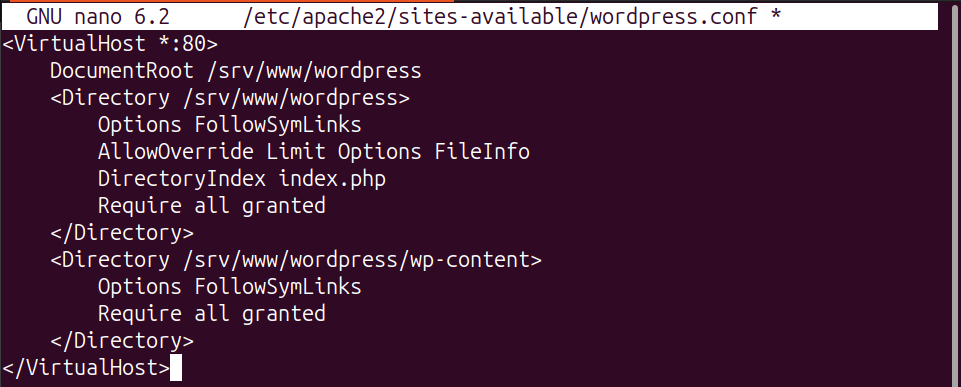 GNU nano 6.2 /etc/apache2/sites-available/wordpress.conf *
<VirtualHost *:80>
    DocumentRoot /srv/www/wordpress
    <Directory /srv/www/wordpress>
        Options FollowSymLinks
        AllowOverride Limit Options FileInfo
        DirectoryIndex index.php
        Require all granted
    </Directory>
    <Directory /srv/www/wordpress/wp-content>
        Options FollowSymLinks
        Require all granted
    </Directory>
</VirtualHost>